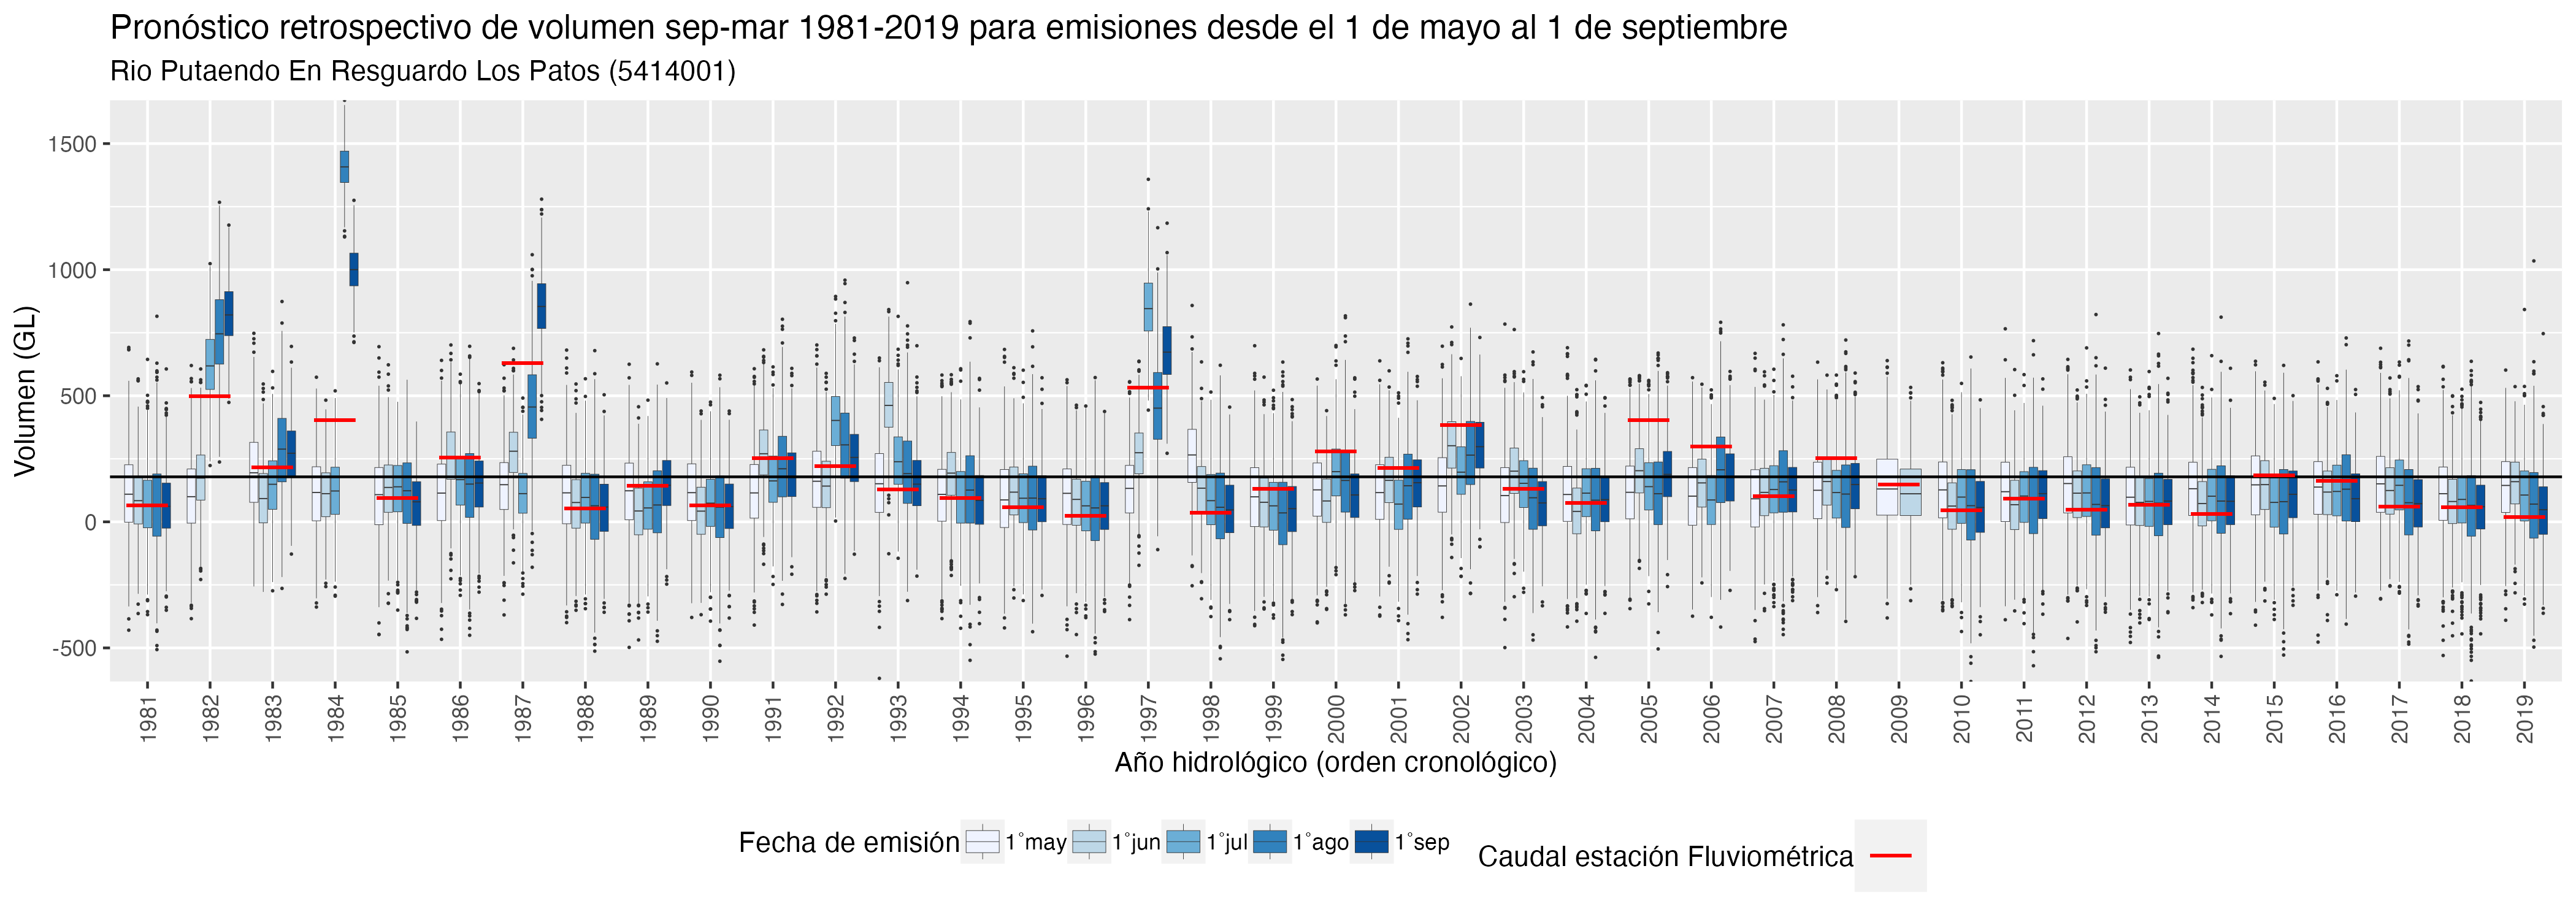 Pronóstico retrospectivo de volumen sep-mar 1981-2019 para emisiones desde el 1 de mayo al 1 de septiembre
Rio Putaendo En Resguardo Los Patos (5414001)
Volumen (GL)
1500
1000
500
0
-500
1981 1982 1983 1984 1985 1986 1987 1988 1989 1990 1991 1992 1993 1994 1995 1996 1997 1998 1999 2000 2001 2002 2003 2004 2005 2006 2007 2008 2009 2010 2011 2012 2013 2014 2015 2016 2017 2018 2019
Año hidrológico (orden cronológico)
Fecha de emisión 1°may 1°jun 1°jul 1°ago 1°sep Caudal estación Fluviométrica